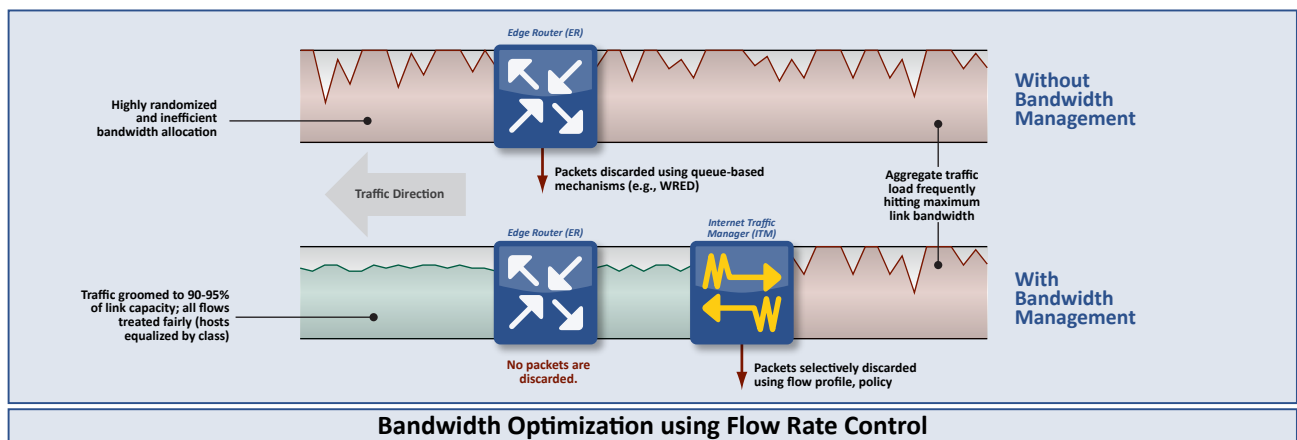 Edge Router (ER)
Without
Bandwidth
Management
Highly randomized
and inefficient
bandwidth allocation
Packets discarded using queue-based
mechanisms (e.g., WRED)
Aggregate traffic
load frequently
hitting maximum
link bandwidth
Traffic Direction
Edge Router (ER)
Internet Traffic
Manager (ITM)
With
Bandwidth
Management
Traffic groomed to 90-95%
of link capacity; all flows
treated fairly (hosts
equalized by class)
No packets are
discarded.
Packets selectively discarded
using flow profile, policy
Bandwidth Optimization using Flow Rate Control